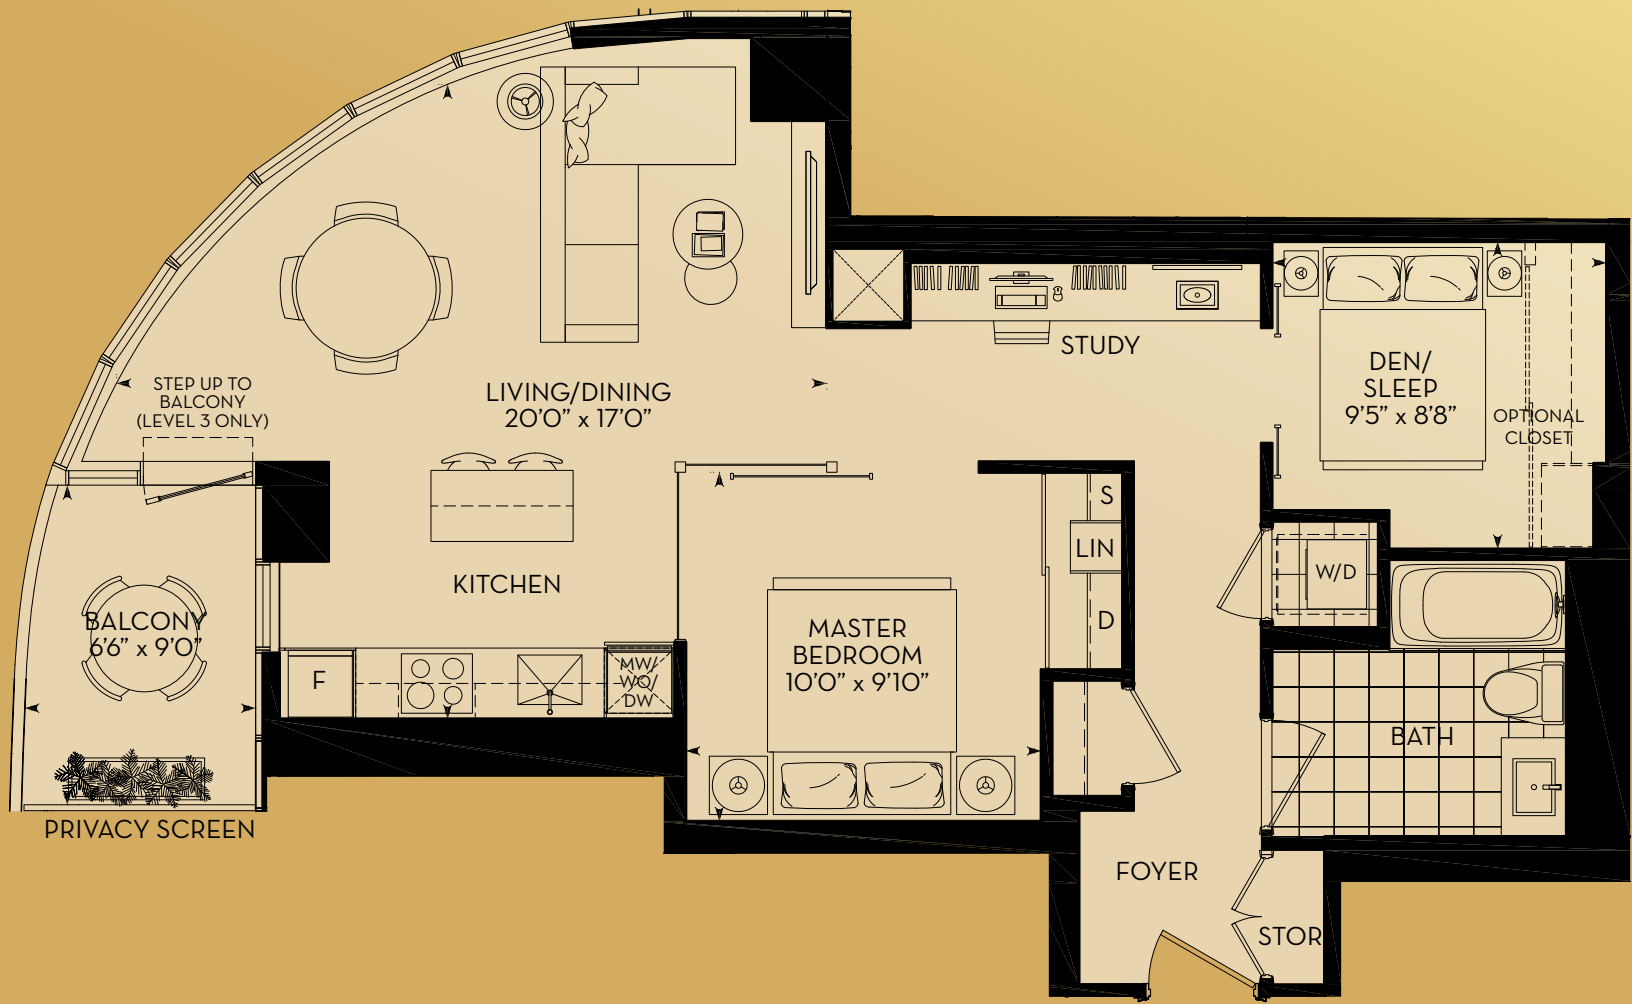 STUDY
DEN/
SLEEP
9'5" x 8'8"
OPTIONAL
CLOSET
STEP UP TO
BALCONY
(LEVEL 3 ONLY)
LIVING/DINING
20'0" x 17'0"
S
LIN
D
W/D
KITCHEN
BALCONY
6'6" x 9'0"
MASTER
BEDROOM
10'0" x 9'10"
F
MW/
WO/
DW
BATH
PRIVACY SCREEN
FOYER
STOR